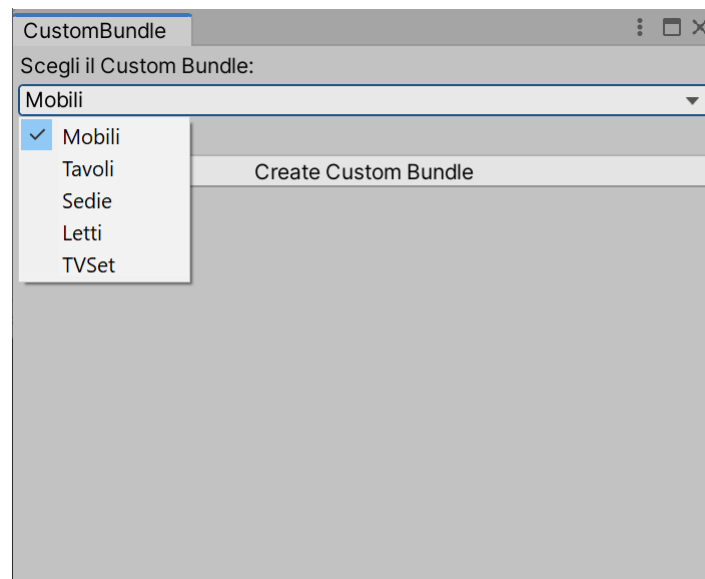 CustomBundle
Scegli il Custom Bundle:
Mobili
Mobili
Tavoli
Create Custom Bundle
Sedie
Letti
TVSet